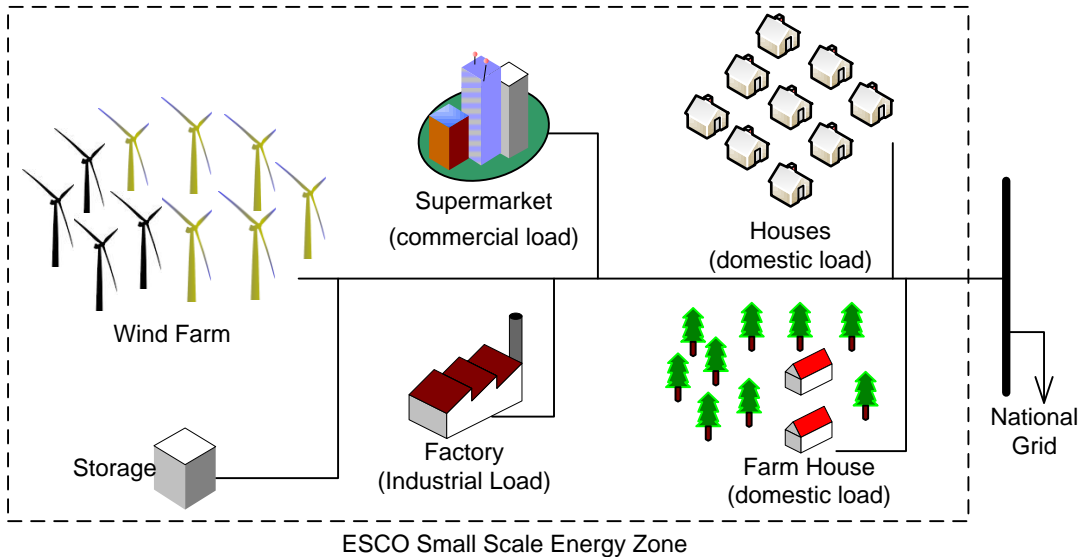 Supermarket
(commercial load)
Houses
(domestic load)
Wind Farm
Storage
Factory
(Industrial Load)
Farm House
(domestic load)
National
Grid
ESCO Small Scale Energy Zone